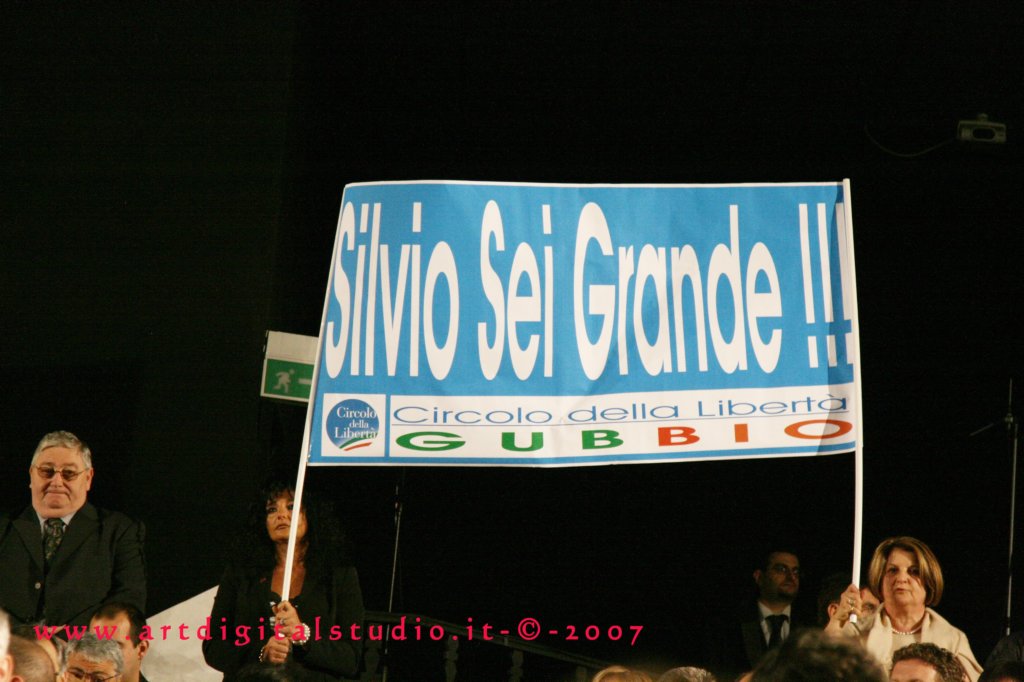 Silvio Sei Grande !!!
Circolo
della
Libertà
Circolo della Libertà
GUBBIO
www.artdigitalstudio.it-©-2007